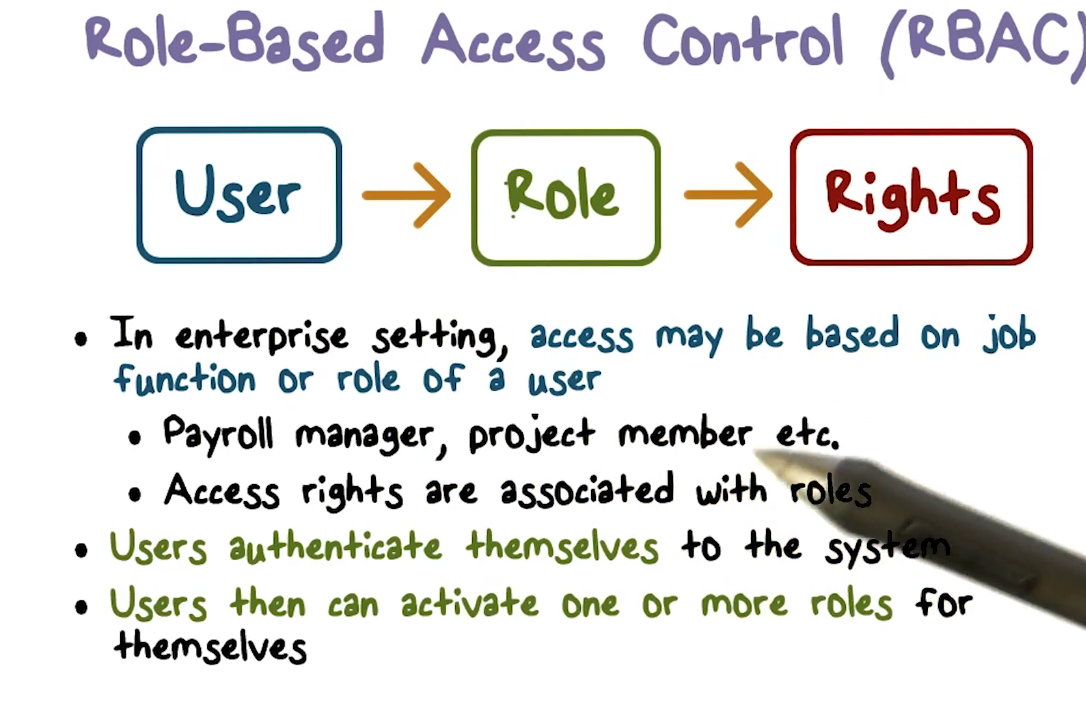 Role-Based Access Control (RBAC)
User
Role
Rights
• In enterprise setting, access may be based on job
function or role of a user
• Payroll manager, project member etc.
• Access rights are associated with roles
• Users authenticate themselves to the system
• Users then can activate one or more roles for
themselves